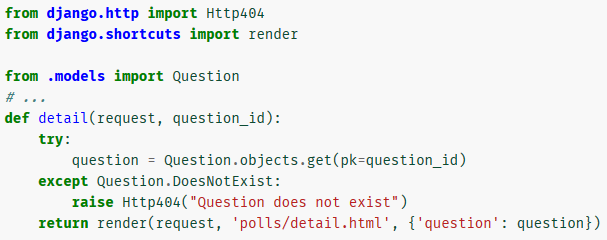 from django.http import Http404
from django.shortcuts import render

from .models import Question
# ...
def detail(request, question_id):
    try:
        question = Question.objects.get(pk=question_id)
    except Question.DoesNotExist:
        raise Http404("Question does not exist")
    return render(request, 'polls/detail.html', {'question': question})